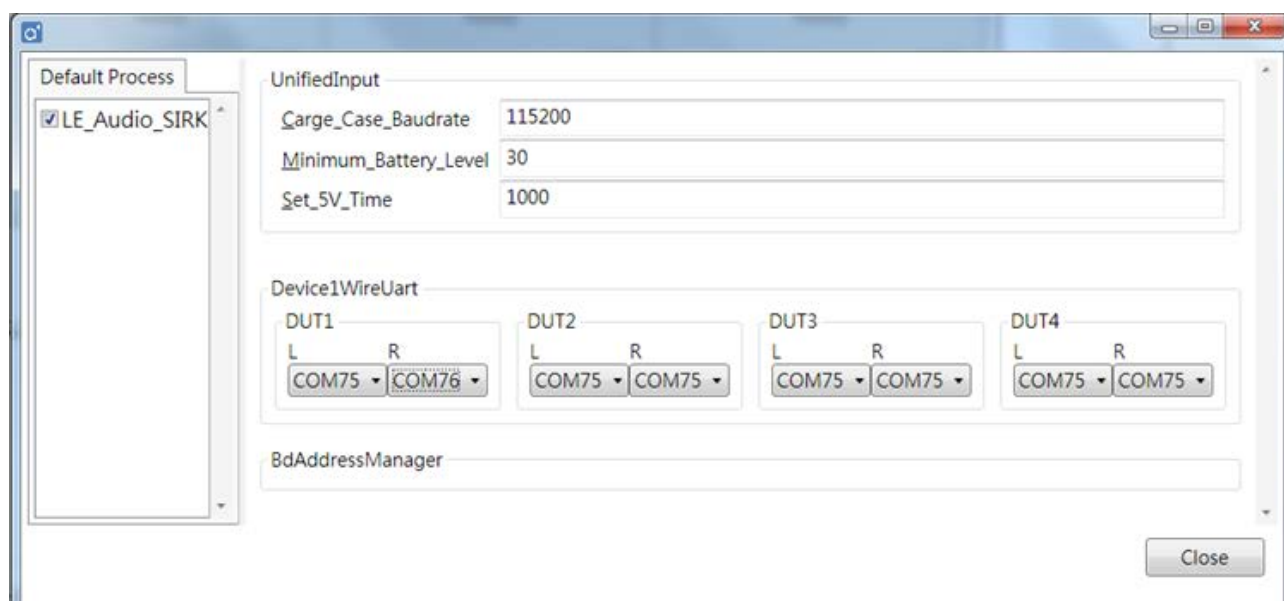 Default Process
LE_Audio_SIRK
UnifiedInput
Carge_Case_Baudrate 115200
Minimum_Battery_Level 30
Set_5V_Time 1000
Device1WireUart
DUT1 DUT2 DUT3 DUT4
L R L R L R L R
COM75 COM76 COM75 COM75 COM75 COM75 COM75 COM75
BdAddressManager
Close